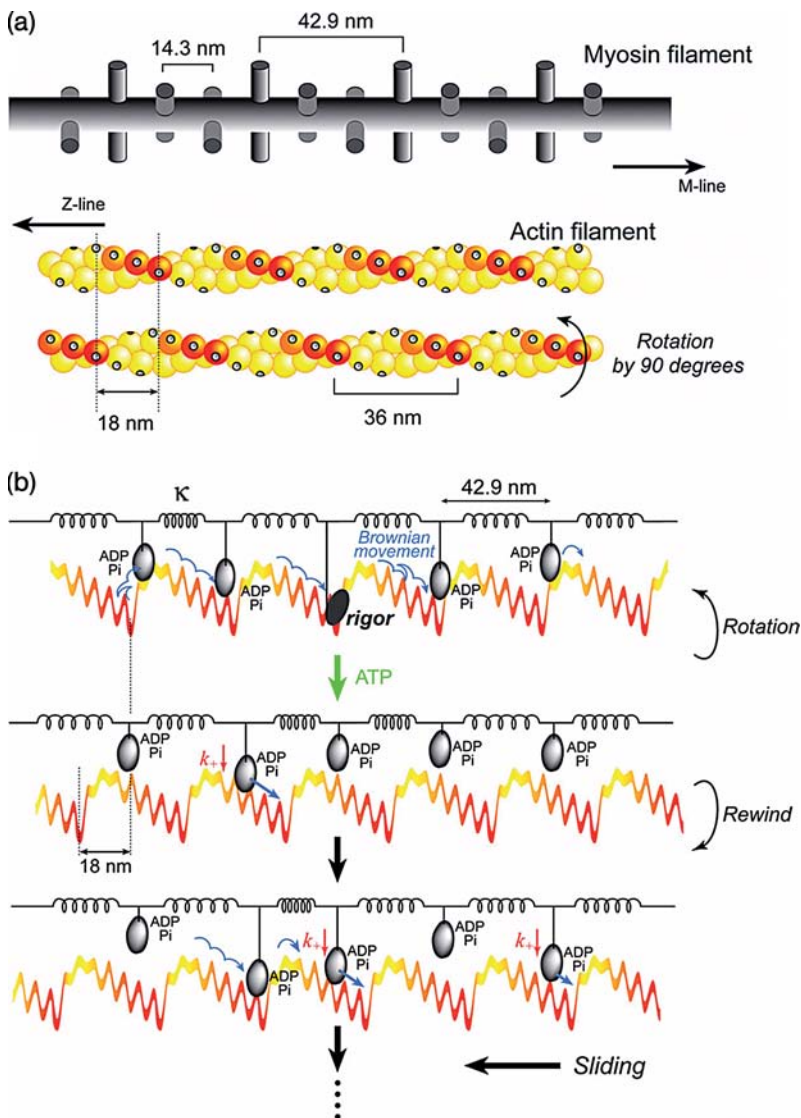 (a)
42.9 nm
14.3 nm
Myosin filament
M-line
Z-line
Actin filament
Rotation
by 90 degrees
18 nm
36 nm
(b)
κ
42.9 nm
ADP
Pi
ADP
Pi
Brownian
movement
ADP
Pi
ADP
Pi
rigor
Rotation
ATP
ADP
Pi
k+
ADP
Pi
ADP
Pi
ADP
Pi
ADP
Pi
18 nm
Rewind
ADP
Pi
ADP
Pi
k+
ADP
Pi
ADP
Pi
k+
ADP
Pi
Sliding